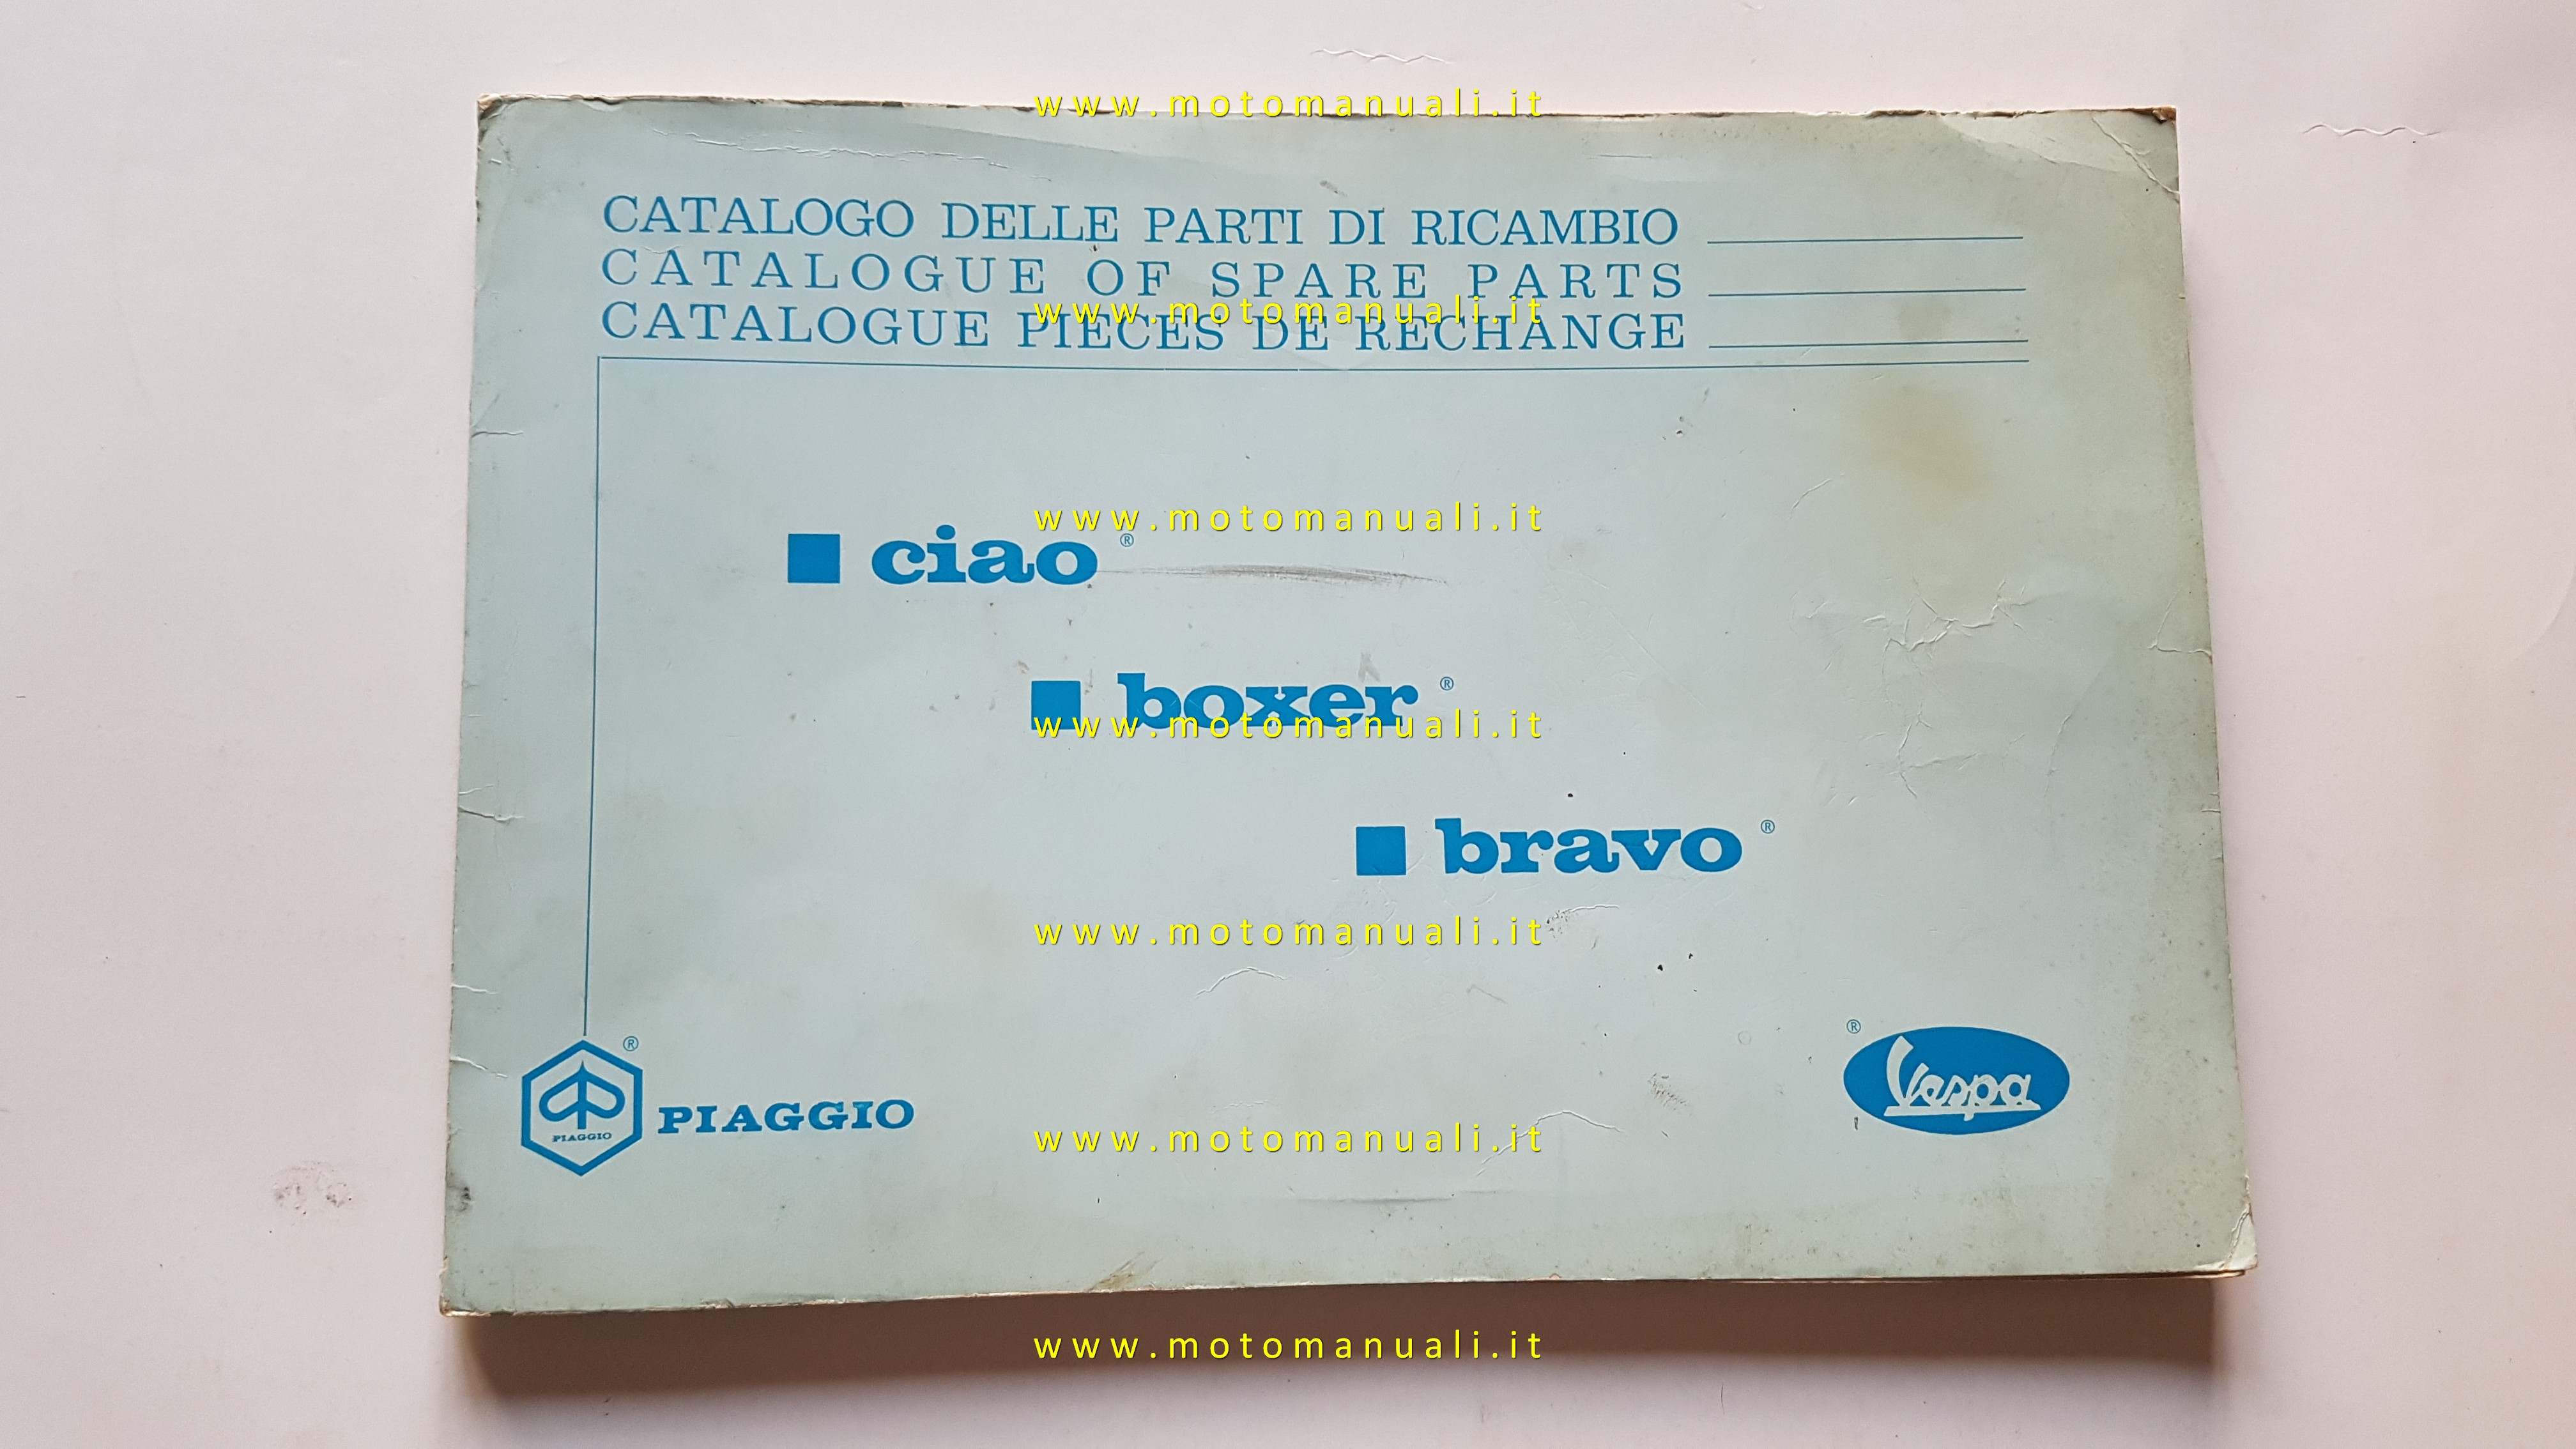 www.motomanuali.it
CATALOGO DELLE PARTI DI RICAMBIO
CATALOGUE OF SPARE PARTS
www.motomanuali.it
CATALOGUE PIECES DE RECHANGE
www.motomanuali.it
ciao ®
boxer ®
www.motomanuali.it
bravo ®
www.motomanuali.it
®
PIAGGIO
PIAGGIO
®
Vespa
www.motomanuali.it
www.motomanuali.it